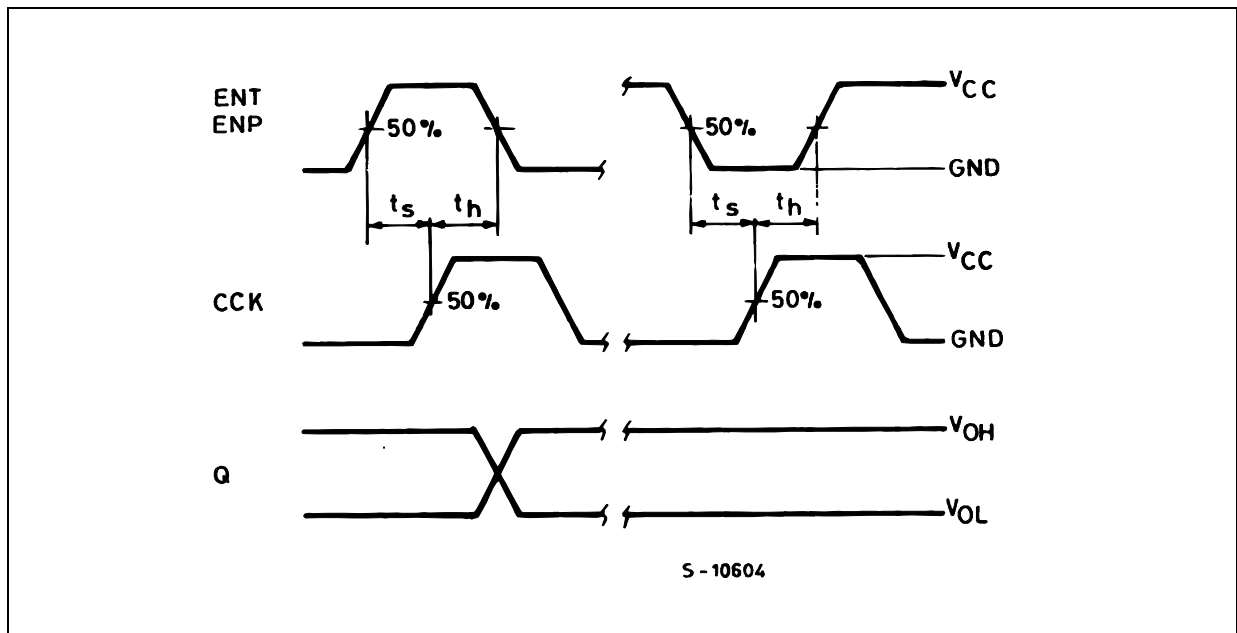 ENT
ENP
50%
50%
VCC
GND
ts
th
ts
th
CCK
50%
50%
VCC
GND
Q
VOH
VOL
S-10604